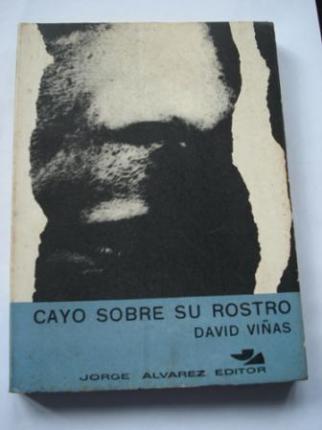 CAYO SOBRE SU ROSTRO
DAVID VIÑAS
JORGE ALVAREZ EDITOR